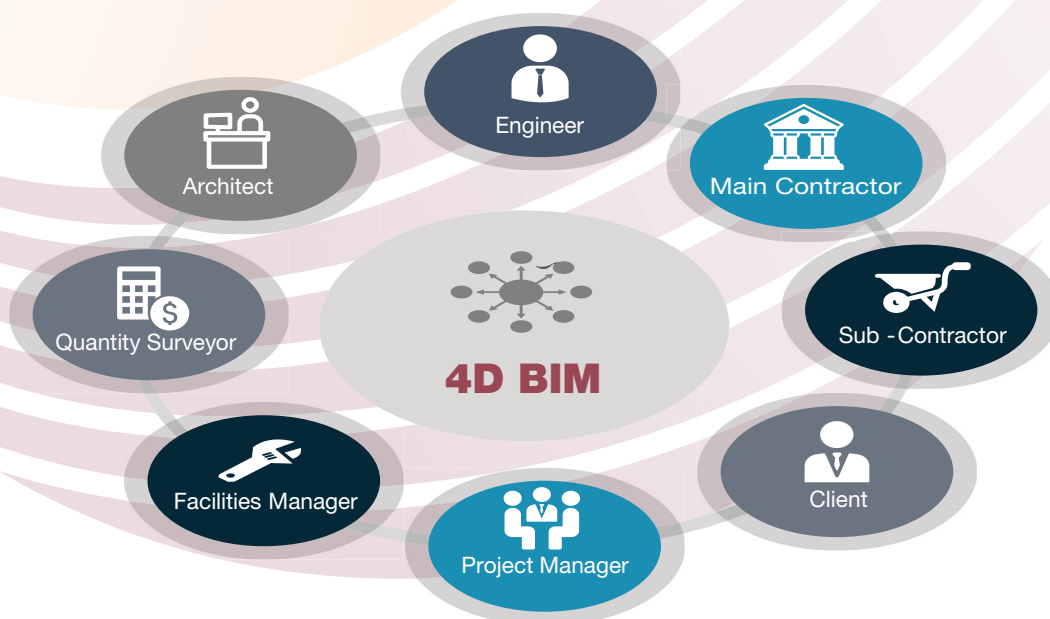 Engineer
Architect
Main Contractor
Quantity Surveyor
Sub - Contractor
4D BIM
Facilities Manager
Client
Project Manager
$